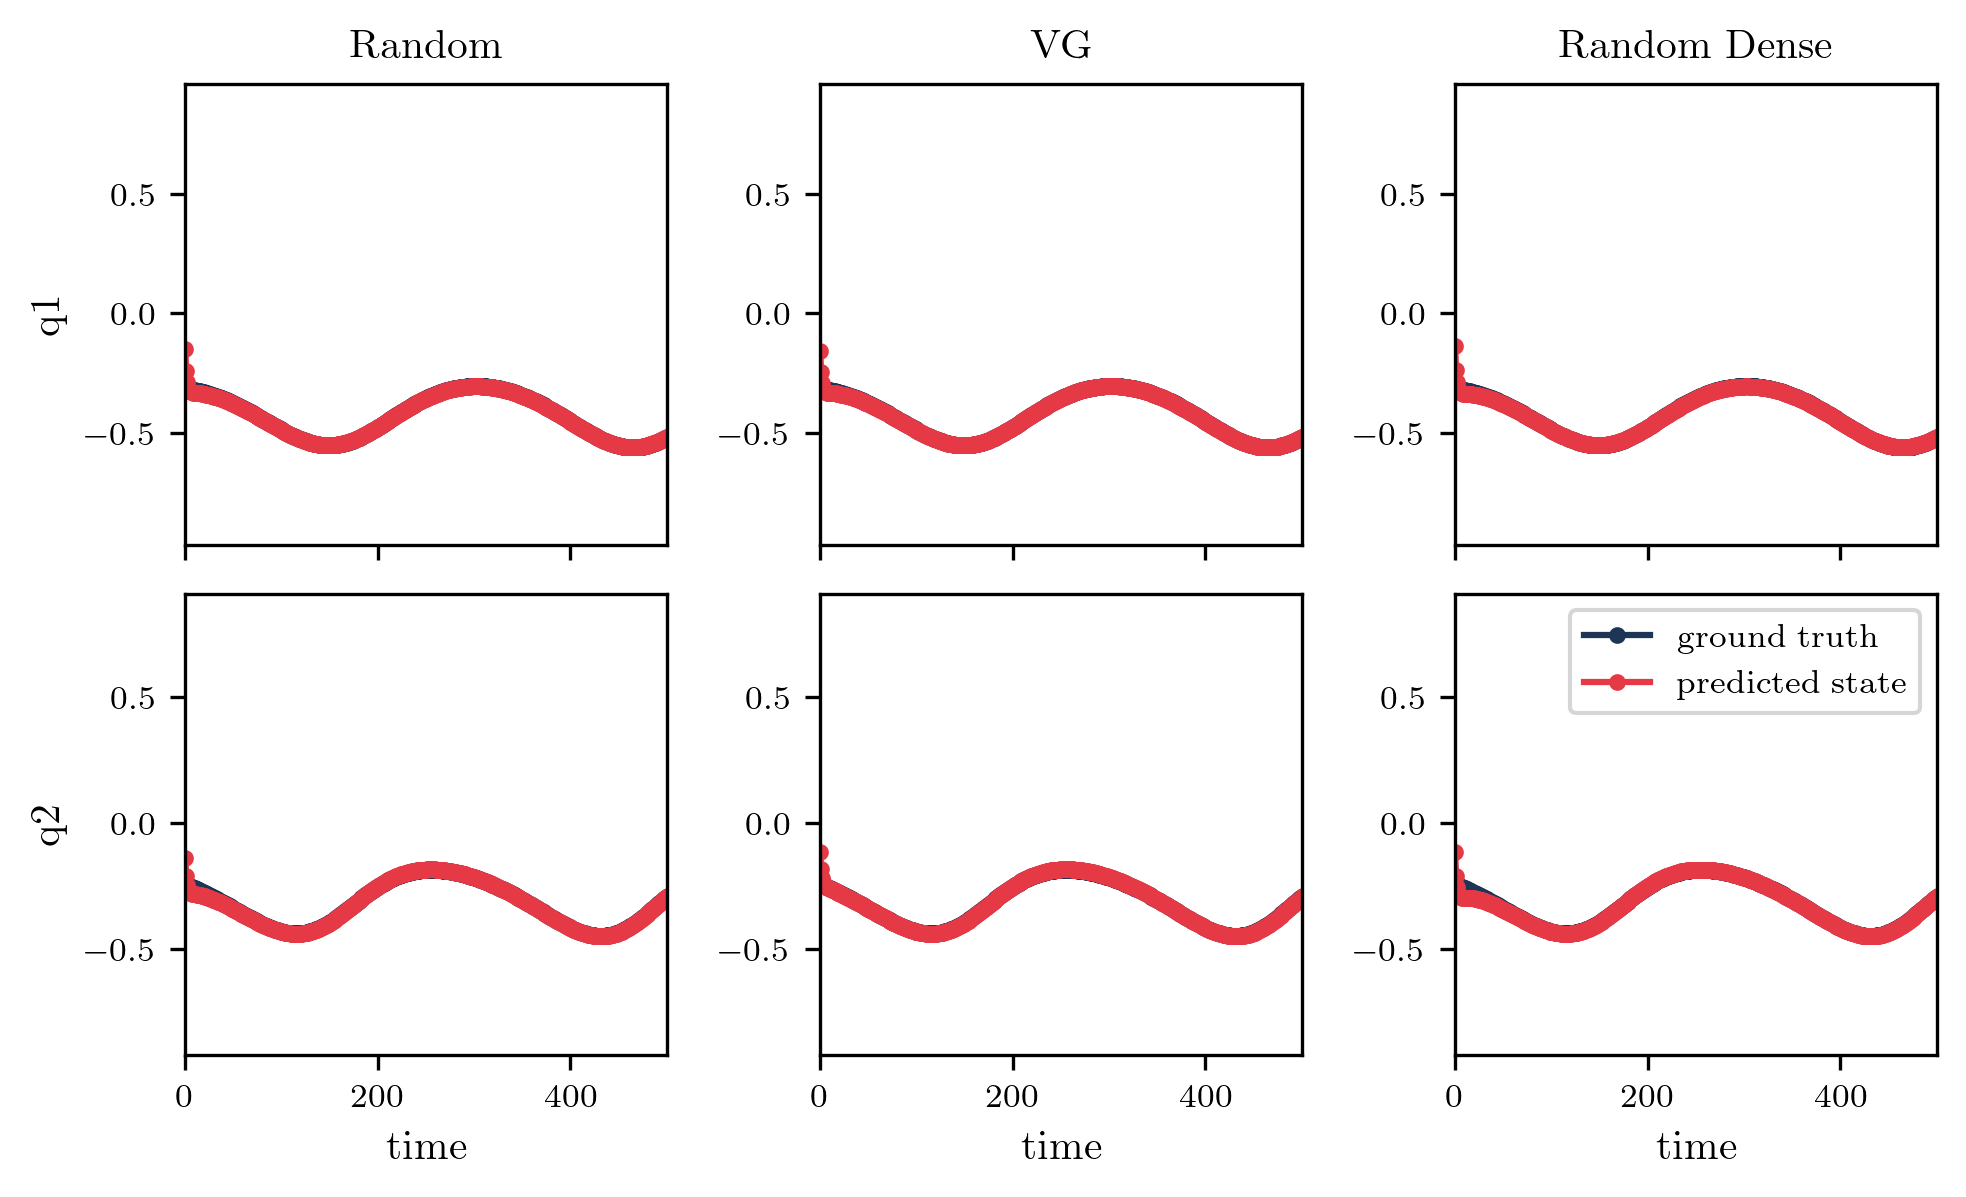 Random VG Random Dense
q1
0.5 0.5 0.5
0.0 0.0 0.0
−0.5 −0.5 −0.5
q2
ground truth
predicted state
0.5 0.5 0.5
0.0 0.0 0.0
−0.5 −0.5 −0.5
0 200 400 0 200 400 0 200 400
time time time